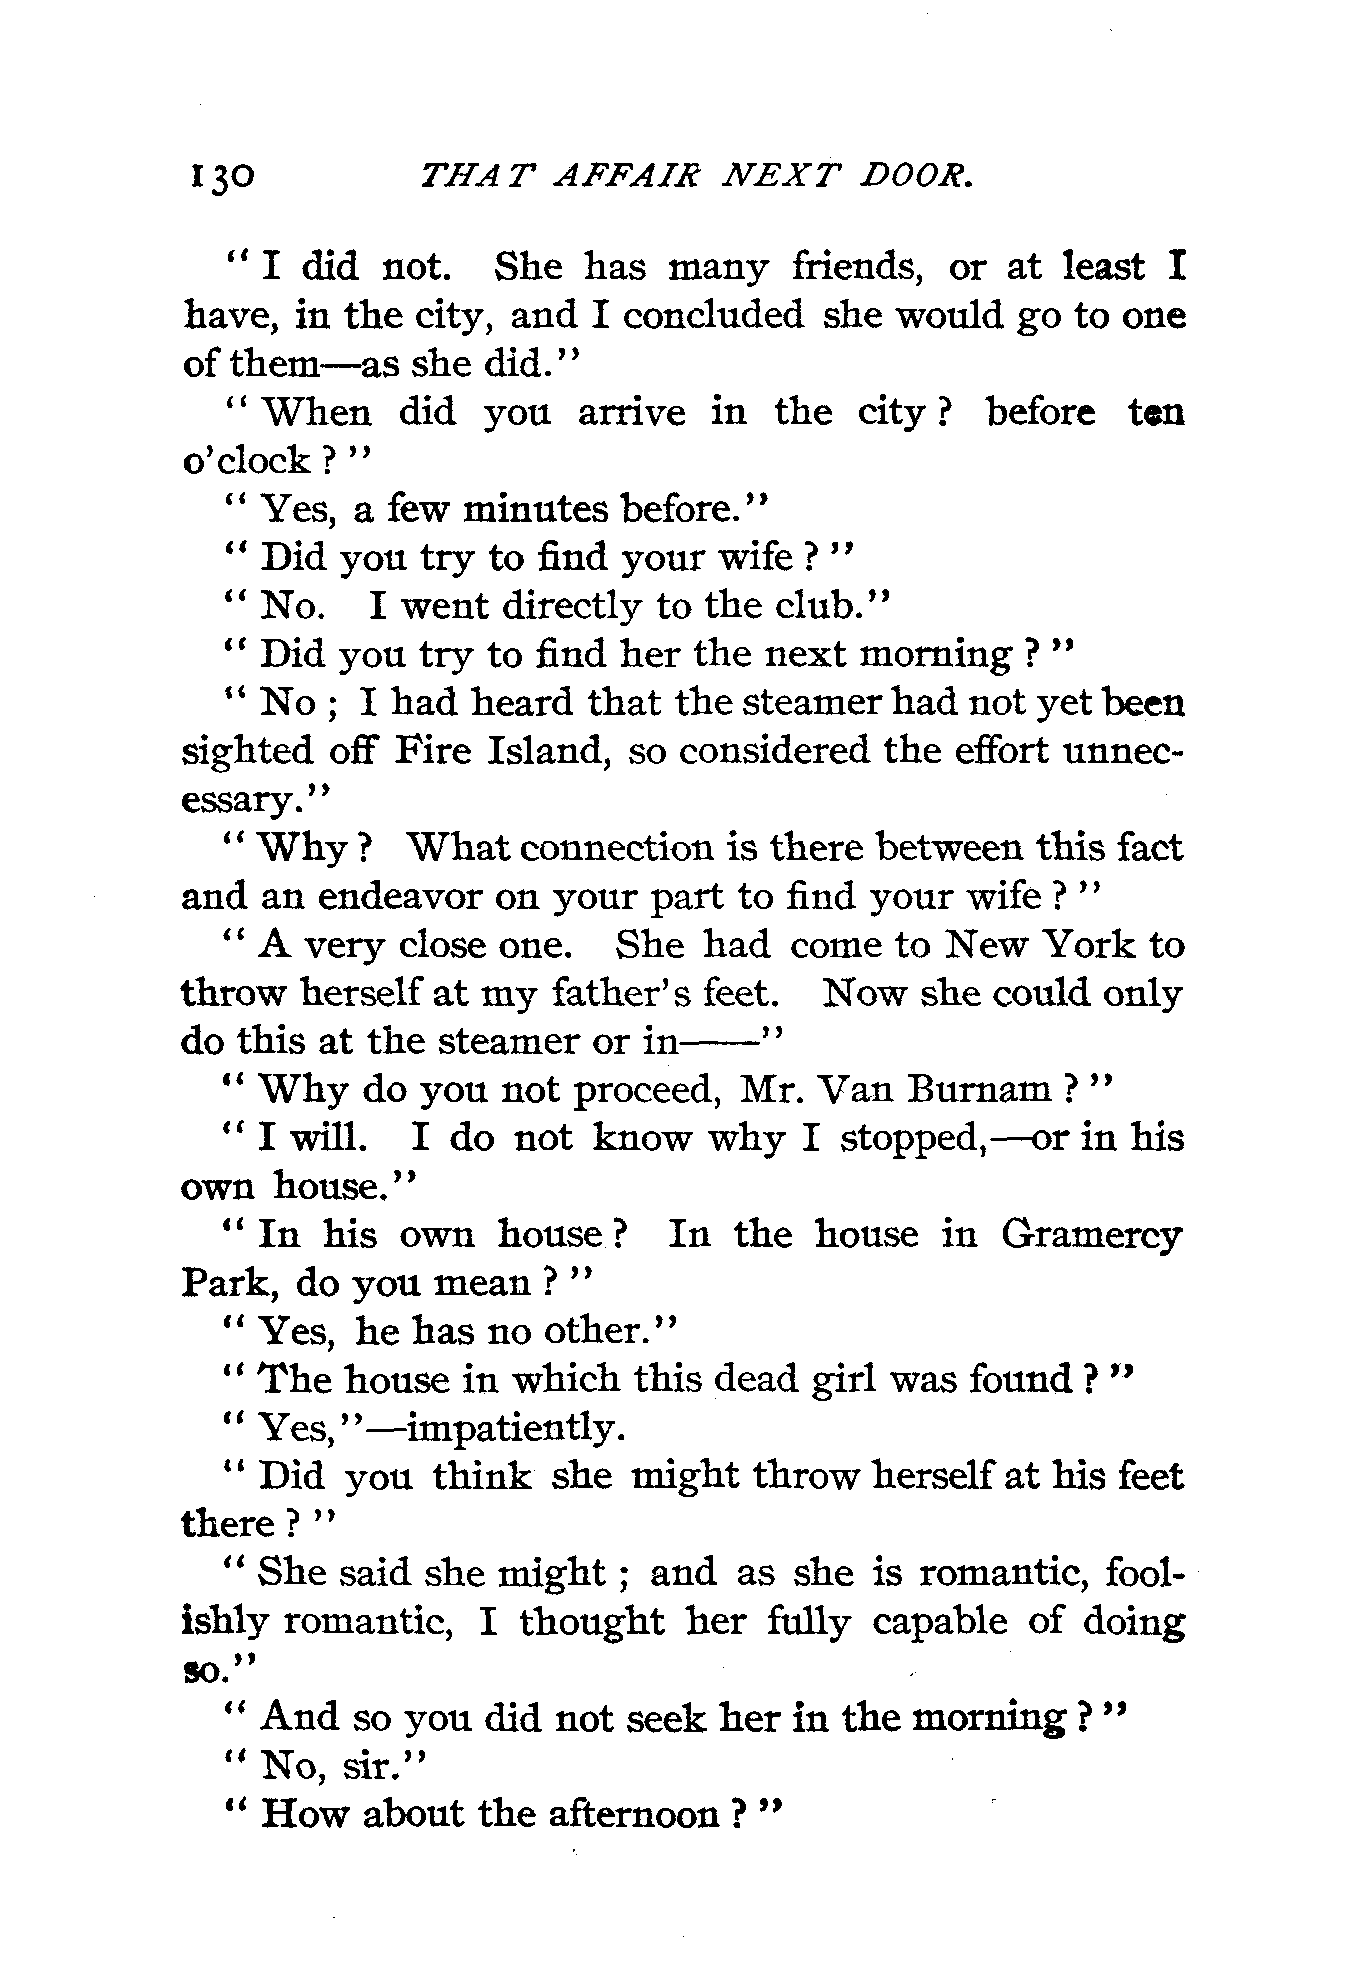 130 THAT AFFAIR NEXT DOOR.
" I did not. She has many friends, or at least I
have, in the city, and I concluded she would go to one
of them—as she did."
" When did you arrive in the city ? before ten
o'clock ? "
" Yes, a few minutes before."
" Did you try to find your wife ? "
" No. I went directly to the club."
" Did you try to find her the next morning ? "
" No ; I had heard that the steamer had not yet been
sighted off Fire Island, so considered the effort unnec-
essary."
" Why ? What connection is there between this fact
and an endeavor on your part to find your wife ? "
" A very close one. She had come to New York to
throw herself at my father's feet. Now she could only
do this at the steamer or in——"
" Why do you not proceed, Mr. Van Burnam ? "
" I will. I do not know why I stopped,—or in his
own house."
" In his own house ? In the house in Gramercy
Park, do you mean ? "
" Yes, he has no other."
" The house in which this dead girl was found ? "
" Yes,"—impatiently.
" Did you think she might throw herself at his feet
there ? "
" She said she might ; and as she is romantic, fool-
ishly romantic, I thought her fully capable of doing
so."
" And so you did not seek her in the morning ? "
" No, sir."
" How about the afternoon ? "